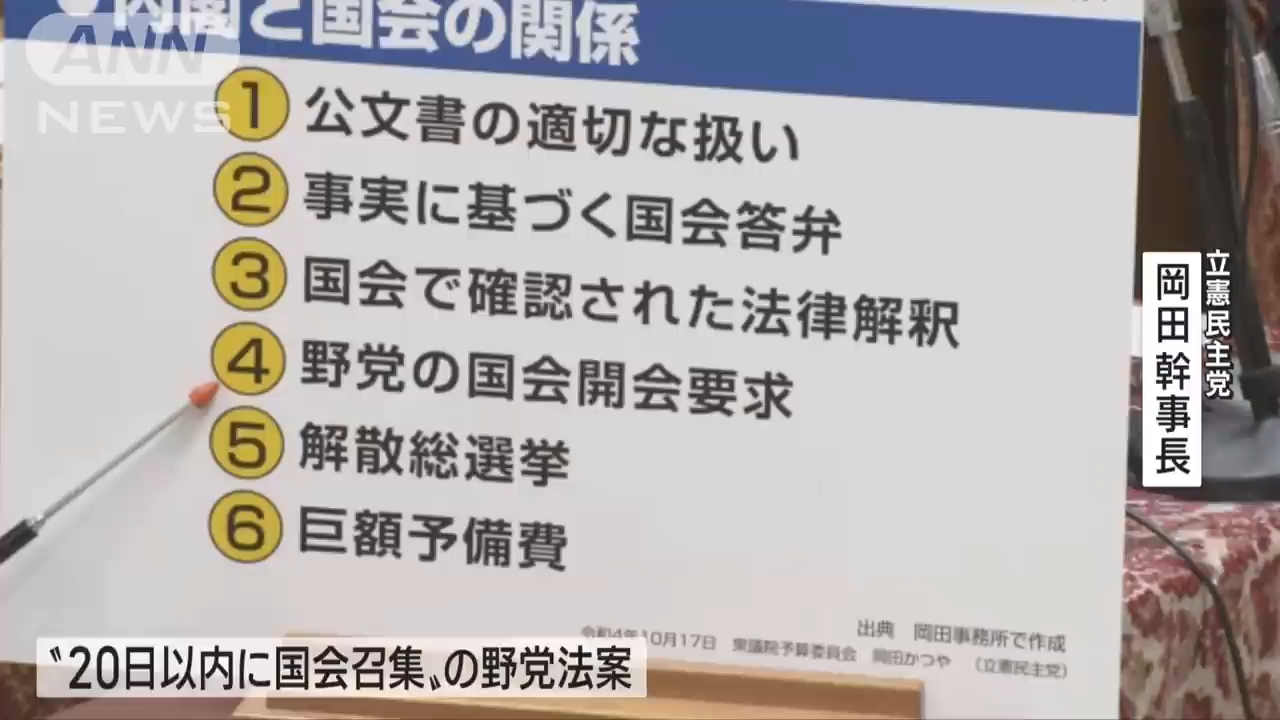 内閣と国会の関係
ANN
NEWS
① 公文書の適切な扱い
② 事実に基づく国会答弁
③ 国会で確認された法律解釈
④ 野党の国会開会要求
⑤ 解散総選挙
⑥ 巨額予備費
出典 岡田事務所で作成
令和4年10月17日 衆議院予算委員会 岡田かつや (立憲民主党)
立憲民主党
岡田 幹事長
〝20日以内に国会召集〟の野党法案